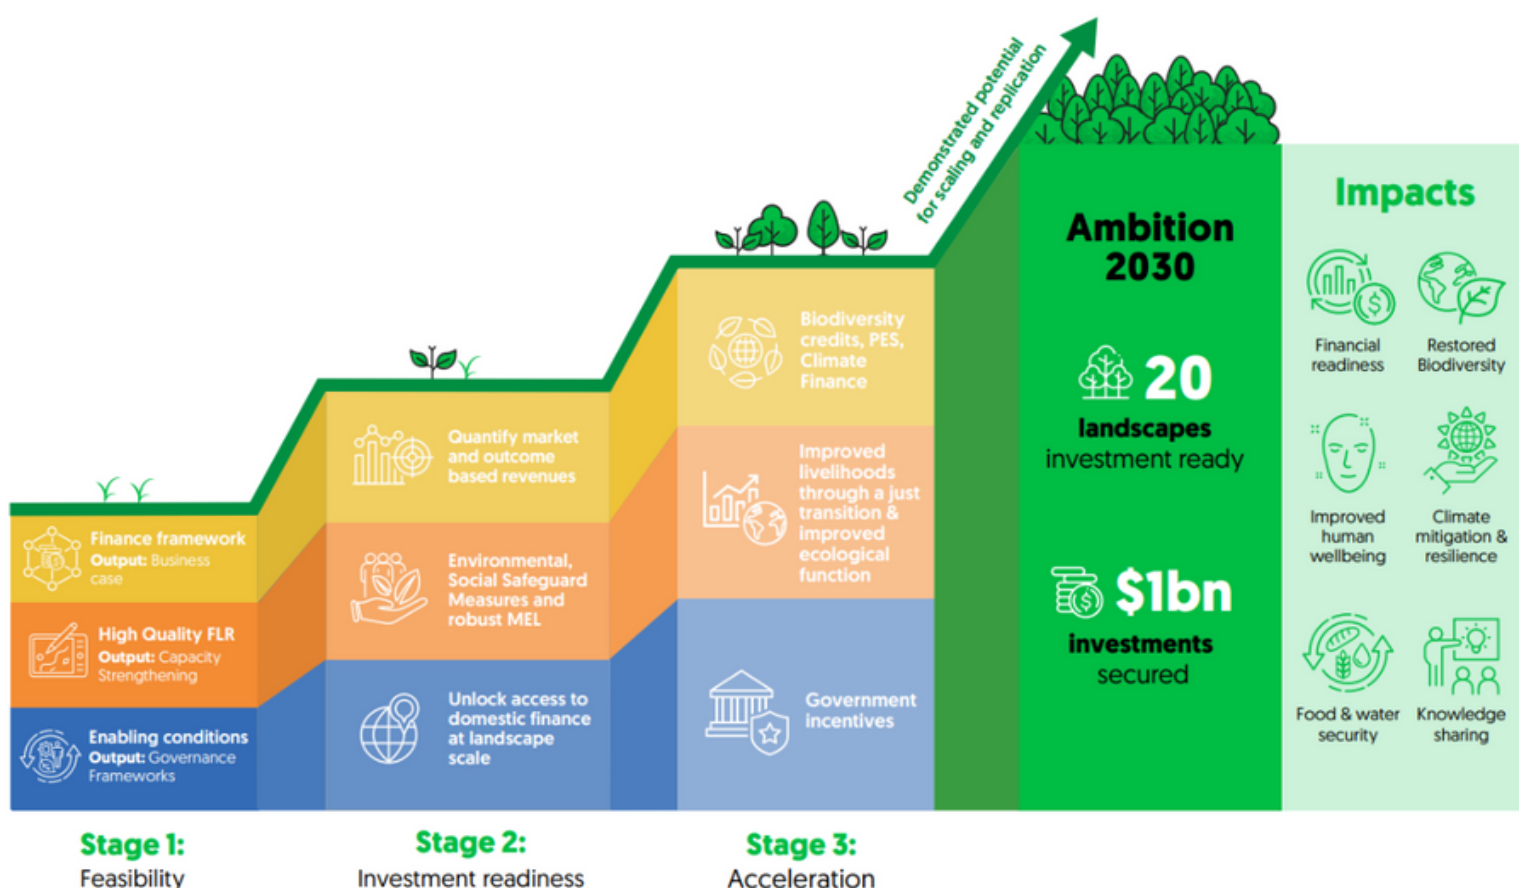 Demonstrated potential
for scaling and replication
Finance framework
Output: Business
case
High Quality FLR
Output: Capacity
Strengthening
Enabling conditions
Output: Governance
Frameworks
Stage 1:
Feasibility
Quantify market
and outcome
based revenues
Environmental,
Social Safeguard
Measures and
robust MEL
Unlock access to
domestic finance
at landscape
scale
Stage 2:
Investment readiness
Biodiversity
credits, PES,
Climate
Finance
Improved
livelihoods
through a just
transition &
improved
ecological
function
Government
incentives
Stage 3:
Acceleration
Ambition
2030
20
landscapes
investment ready
$1bn
investments
secured
Impacts
Financial
readiness
Restored
Biodiversity
Improved
human
wellbeing
Climate
mitigation &
resilience
Food & water
security
Knowledge
sharing